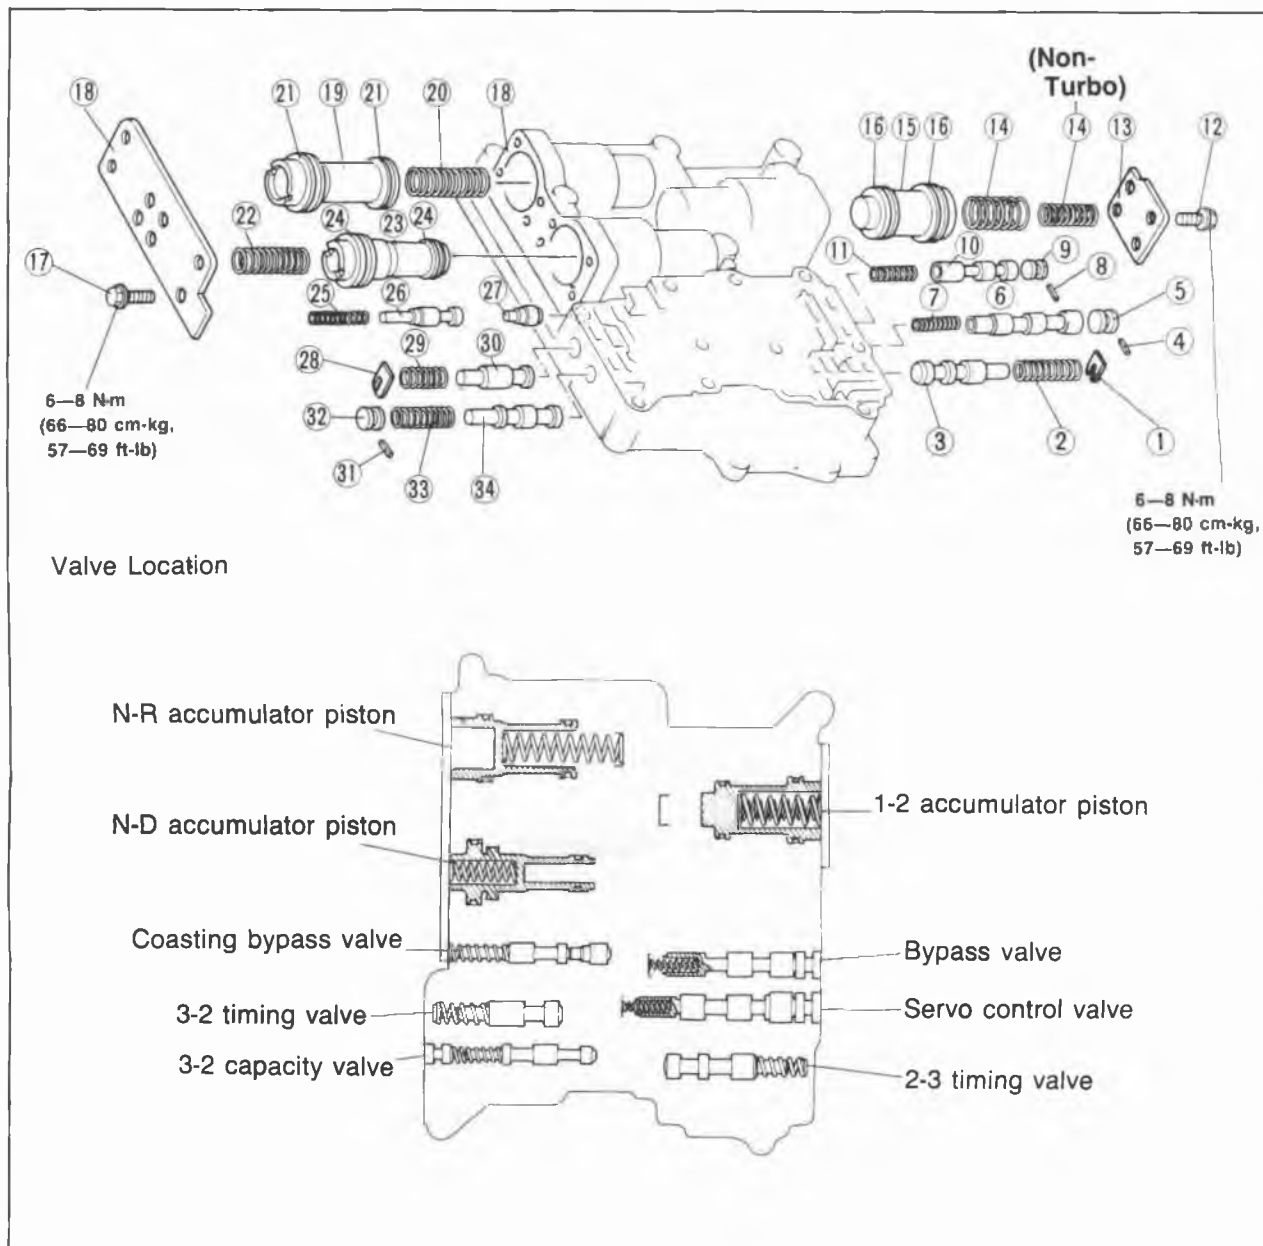 (Non-
Turbo)
18
21
19
21
20
18
16
15
16
14
14
13
12
22
24
23
24
11
10
9
8
17
25
26
27
7
6
5
4
28
29
30
32
31
33
34
3
2
1
6—8 N·m
(66—80 cm-kg,
57—69 ft-lb)
6—8 N·m
(66—80 cm-kg,
57—69 ft-lb)
Valve Location
N-R accumulator piston
1-2 accumulator piston
N-D accumulator piston
Coasting bypass valve
Bypass valve
3-2 timing valve
Servo control valve
3-2 capacity valve
2-3 timing valve